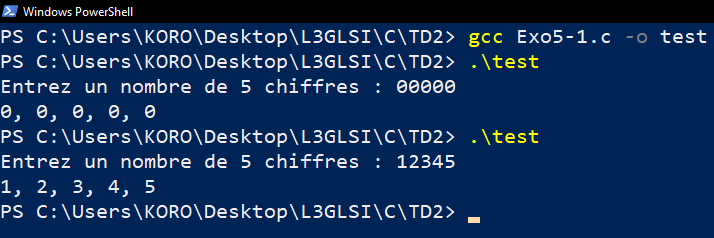 Windows PowerShell
PS C:\Users\KORO\Desktop\L3GLSI\C\TD2> gcc Exo5-1.c -o test
PS C:\Users\KORO\Desktop\L3GLSI\C\TD2> .\test
Entrez un nombre de 5 chiffres : 00000
0, 0, 0, 0, 0
PS C:\Users\KORO\Desktop\L3GLSI\C\TD2> .\test
Entrez un nombre de 5 chiffres : 12345
1, 2, 3, 4, 5
PS C:\Users\KORO\Desktop\L3GLSI\C\TD2>